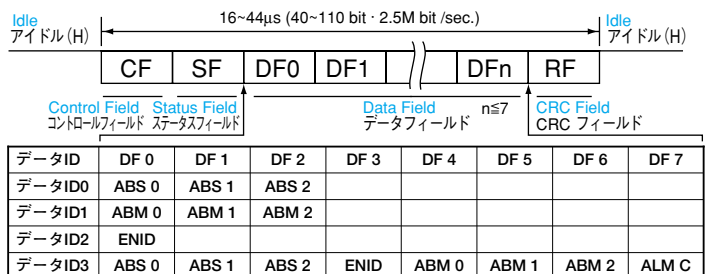 Idle
アイドル(H)
16~44μs (40~110 bit · 2.5M bit /sec.)
Idle
アイドル(H)
CF SF DF0 DF1 DFn RF
Control Field Status Field Data Field n≦7 CRC Field
コントロールフィールド ステータスフィールド データフィールド CRC フィールド
データID DF 0 DF 1 DF 2 DF 3 DF 4 DF 5 DF 6 DF 7
データID0 ABS 0 ABS 1 ABS 2
データID1 ABM 0 ABM 1 ABM 2
データID2 ENID
データID3 ABS 0 ABS 1 ABS 2 ENID ABM 0 ABM 1 ABM 2 ALM C